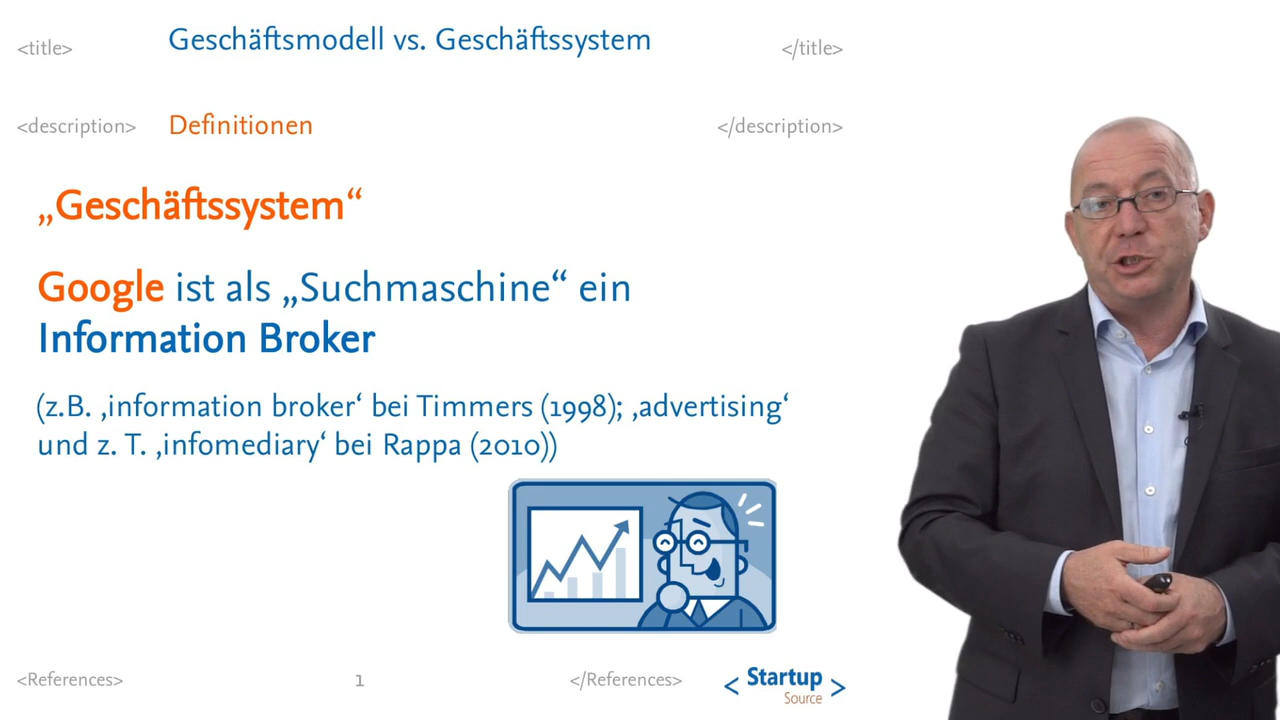 <title> Geschäftsmodell vs. Geschäftssystem </title>
<description> Definitionen </description>
„Geschäftssystem“
Google ist als „Suchmaschine“ ein
Information Broker
(z.B. ‚information broker‘ bei Timmers (1998); ‚advertising‘
und z. T. ‚infomediary‘ bei Rappa (2010))
<References> 1 </References>
< Startup
Source >